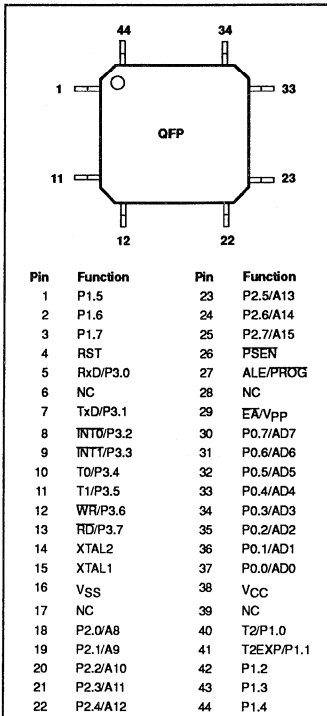 44 34
1 33
QFP
11 23
12 22
Pin Function Pin Function
1 P1.5 23 P2.5/A13
2 P1.6 24 P2.6/A14
3 P1.7 25 P2.7/A15
4 RST 26 PSEN
5 RxD/P3.0 27 ALE/PROG
6 NC 28 NC
7 TxD/P3.1 29 EA/VPP
8 INT0/P3.2 30 P0.7/AD7
9 INT1/P3.3 31 P0.6/AD6
10 T0/P3.4 32 P0.5/AD5
11 T1/P3.5 33 P0.4/AD4
12 WR/P3.6 34 P0.3/AD3
13 RD/P3.7 35 P0.2/AD2
14 XTAL2 36 P0.1/AD1
15 XTAL1 37 P0.0/AD0
16 VSS 38 VCC
17 NC 39 NC
18 P2.0/A8 40 T2/P1.0
19 P2.1/A9 41 T2EXP/P1.1
20 P2.2/A10 42 P1.2
21 P2.3/A11 43 P1.3
22 P2.4/A12 44 P1.4